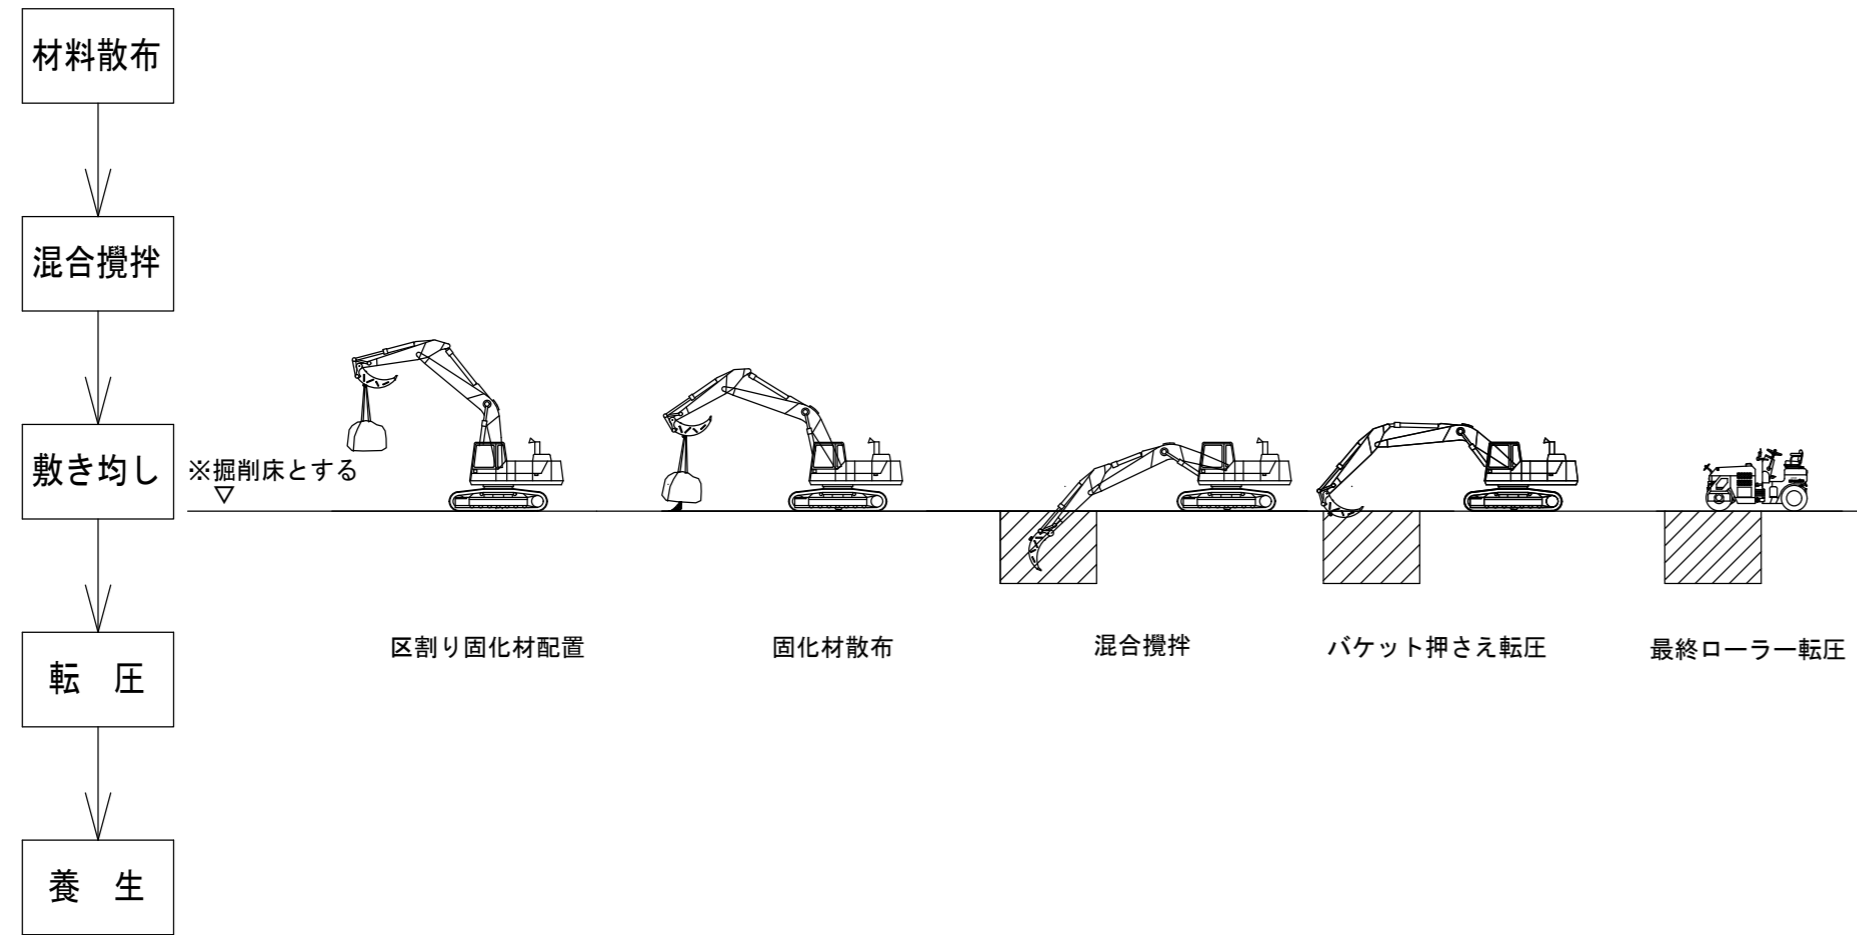 材料散布
混合攪拌
敷き均し
転　圧
養　生
※掘削床とする
▽
区割り固化材配置
固化材散布
混合攪拌
バケット押さえ転圧
最終ローラー転圧